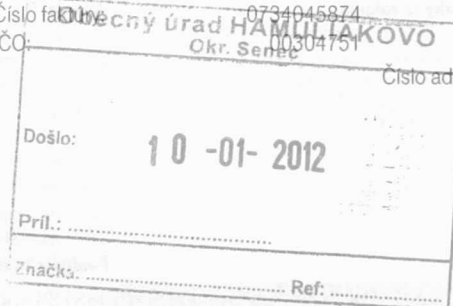 Číslo faktúry: 0734045874
Obecný úrad HAMULIAKOVO
IČO: 00304751
Okr. Senec
Číslo ad
Došlo:
10 -01- 2012
Príl.: ........................
Značka. ........................ Ref: ........................